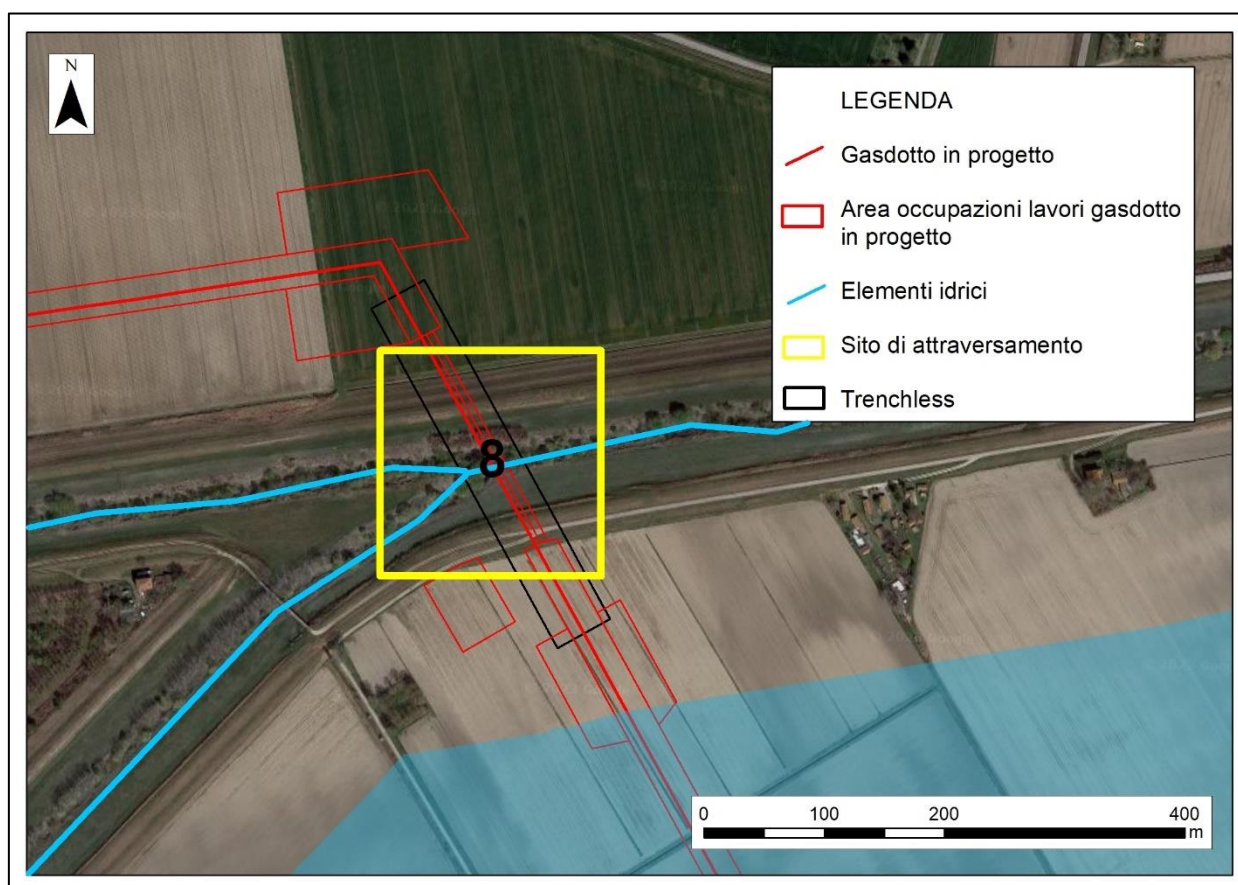 N
LEGENDA
Gasdotto in progetto
Area occupazioni lavori gasdotto
in progetto
Elementi idrici
Sito di attraversamento
Trenchless
8
0 100 200 400
m